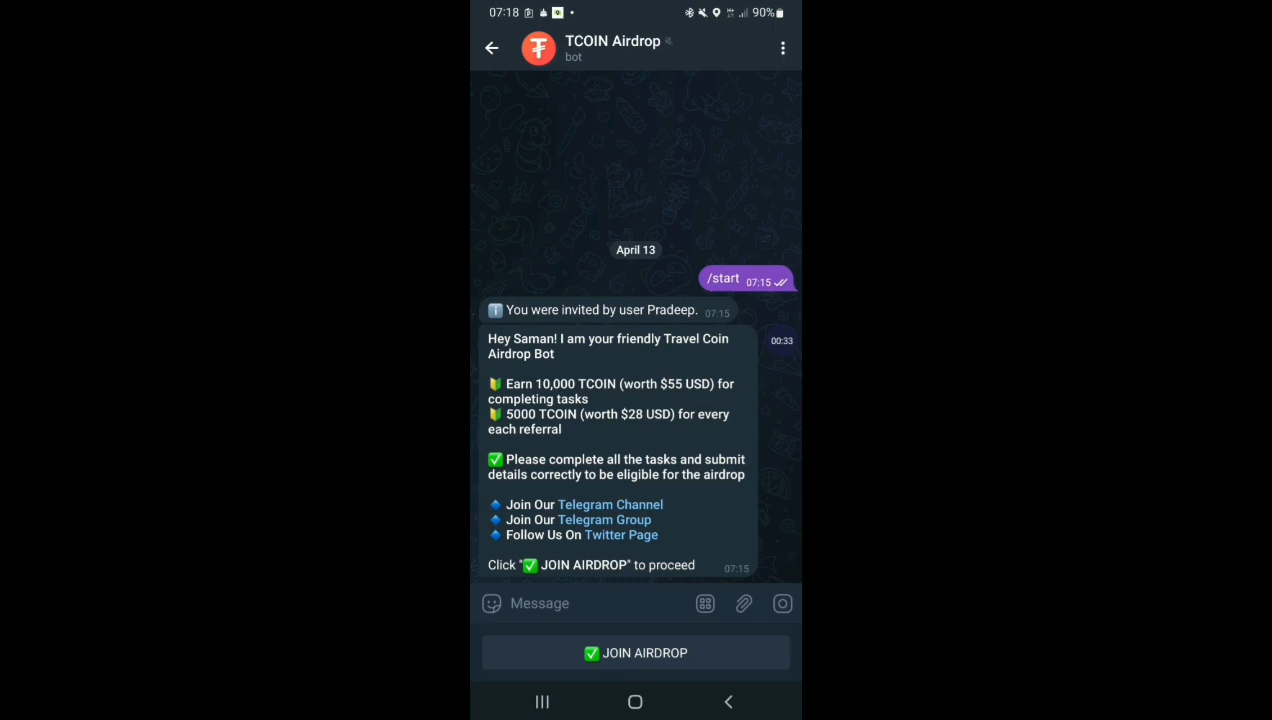 07:18
90%
TCOIN Airdrop
bot
April 13
/start 07:15
You were invited by user Pradeep. 07:15
Hey Saman! I am your friendly Travel Coin
Airdrop Bot
00:33
Earn 10,000 TCOIN (worth $55 USD) for
completing tasks
5000 TCOIN (worth $28 USD) for every
each referral
Please complete all the tasks and submit
details correctly to be eligible for the airdrop
Join Our Telegram Channel
Join Our Telegram Group
Follow Us On Twitter Page
Click "✅ JOIN AIRDROP" to proceed 07:15
Message
JOIN AIRDROP